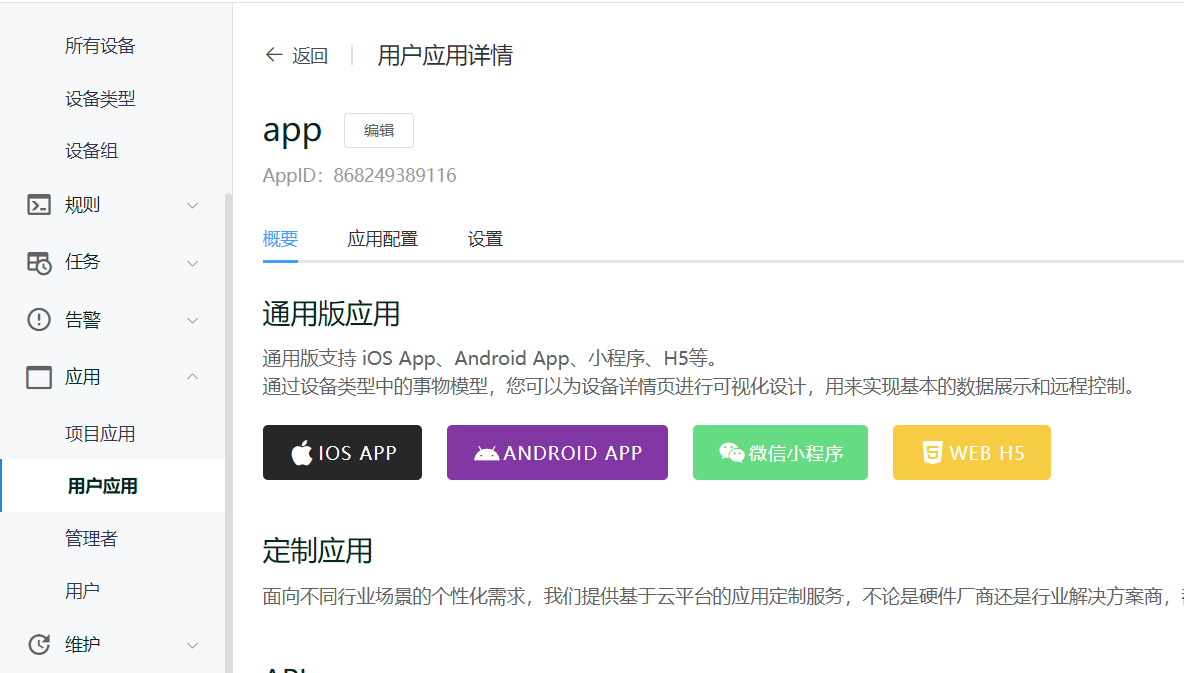 所有设备
设备类型
设备组
规则
任务
告警
应用
项目应用
用户应用
管理者
用户
维护
返回 用户应用详情
app 编辑
AppID：868249389116
概要 应用配置 设置
通用版应用
通用版支持 iOS App、Android App、小程序、H5等。
通过设备类型中的事物模型，您可以为设备详情页进行可视化设计，用来实现基本的数据展示和远程控制。
IOS APP ANDROID APP 微信小程序 WEB H5
定制应用
面向不同行业场景的个性化需求，我们提供基于云平台的应用定制服务，不论是硬件厂商还是行业解决方案商，